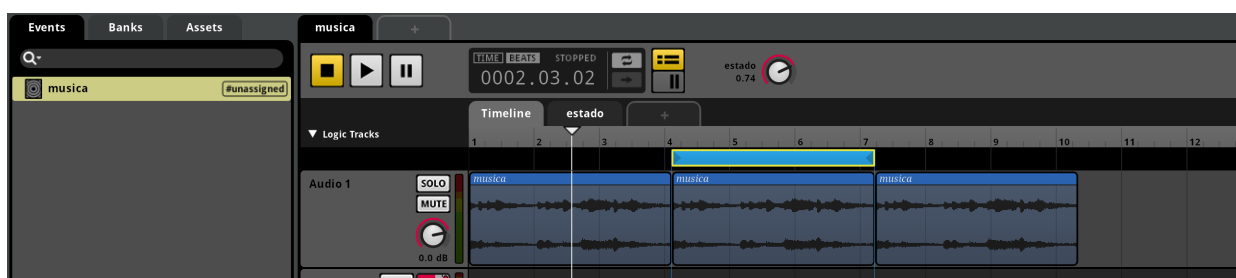 Events Banks Assets musica +
TIME BEATS STOPPED
0002.03.02
estado
0.74
musica #unassigned
Timeline estado +
Logic Tracks
1 2 3 4 5 6 7 8 9 10 11 12
Audio 1 SOLO musica musica musica
MUTE
0.0 dB